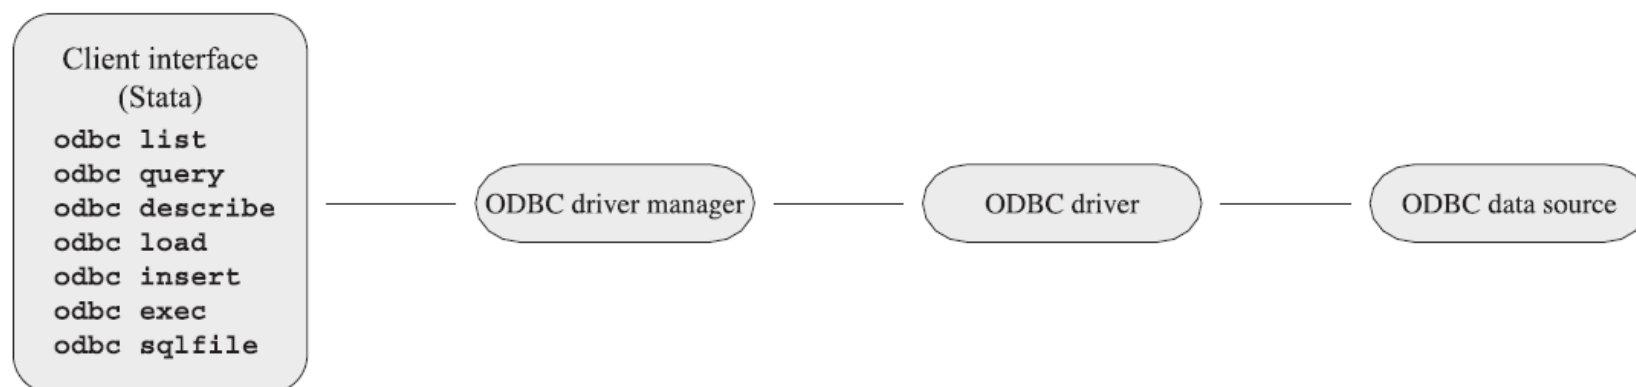 Client interface
(Stata)
odbc list
odbc query
odbc describe
odbc load
odbc insert
odbc exec
odbc sqlfile
ODBC driver manager
ODBC driver
ODBC data source